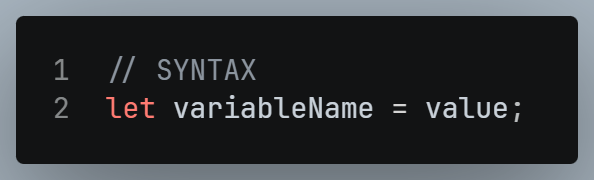 1 // SYNTAX
2 let variableName = value;